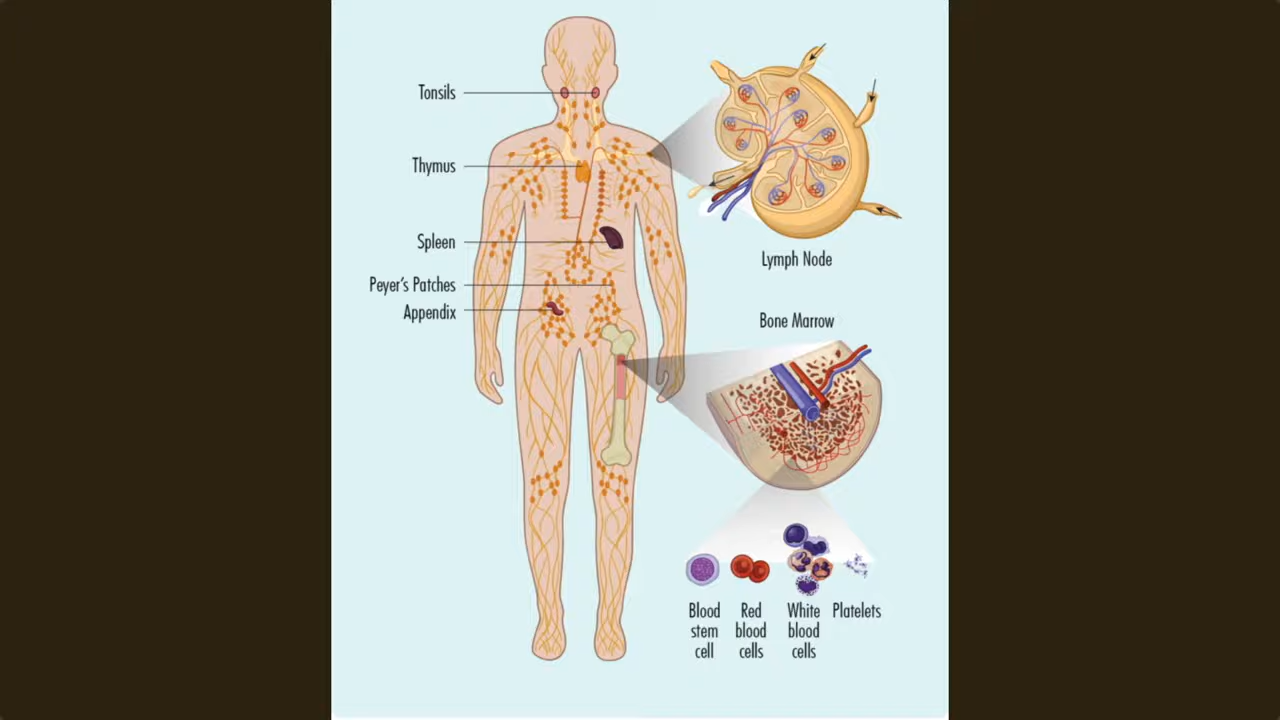 Tonsils
Thymus
Spleen
Peyer's Patches
Appendix
Lymph Node
Bone Marrow
Blood
stem
cell
Red
blood
cells
White
blood
cells
Platelets